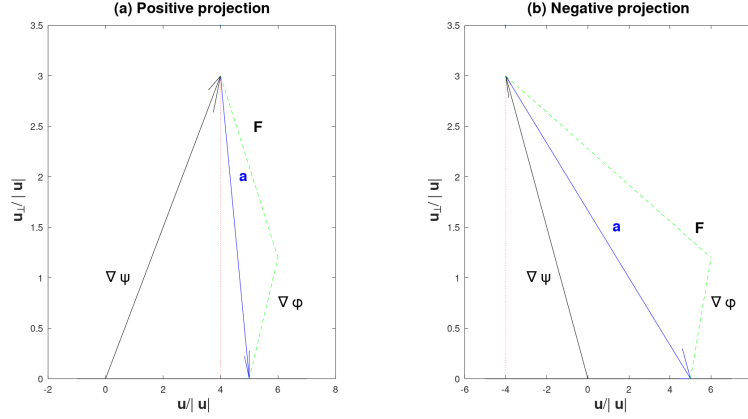 (a) Positive projection
3.5
3
2.5
2
1.5
1
0.5
0
-2
0
2
4
6
8
u⊥/| u|
u/| u|
F
a
∇ ψ
∇ φ
(b) Negative projection
3.5
3
2.5
2
1.5
1
0.5
0
-6
-4
-2
0
2
4
6
u⊥/| u|
u/| u|
a
F
∇ ψ
∇ φ